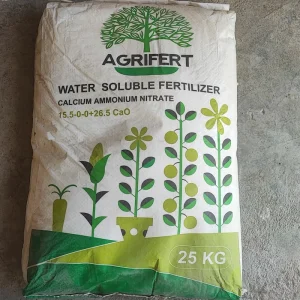 AGRIFERT
WATER SOLUBLE FERTILIZER
CALCIUM AMMONIUM NITRATE
15.5-0-0+26.5 CaO
25 KG